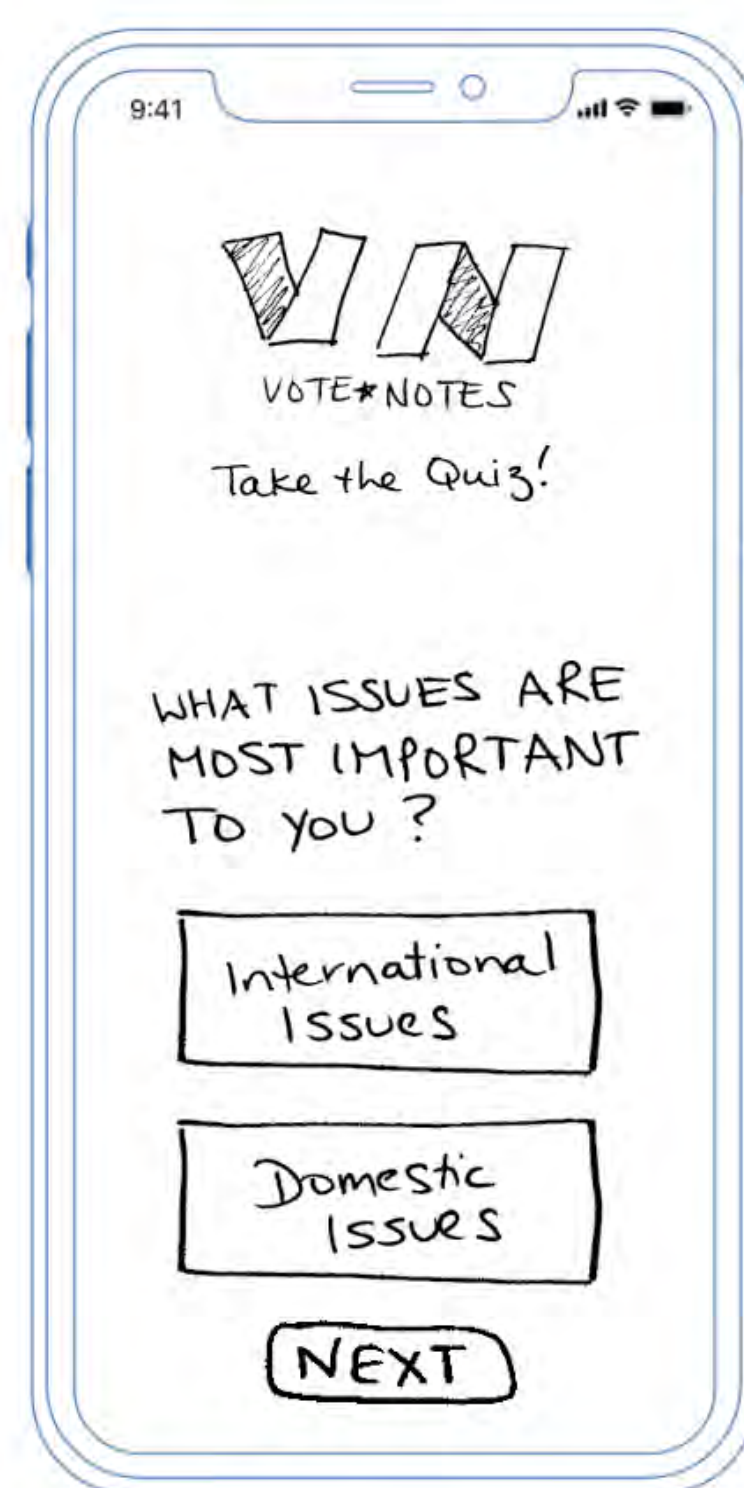 9:41
VN
VOTE★NOTES
Take the Quiz!
WHAT ISSUES ARE
MOST IMPORTANT
TO YOU ?
International
Issues
Domestic
Issues
NEXT